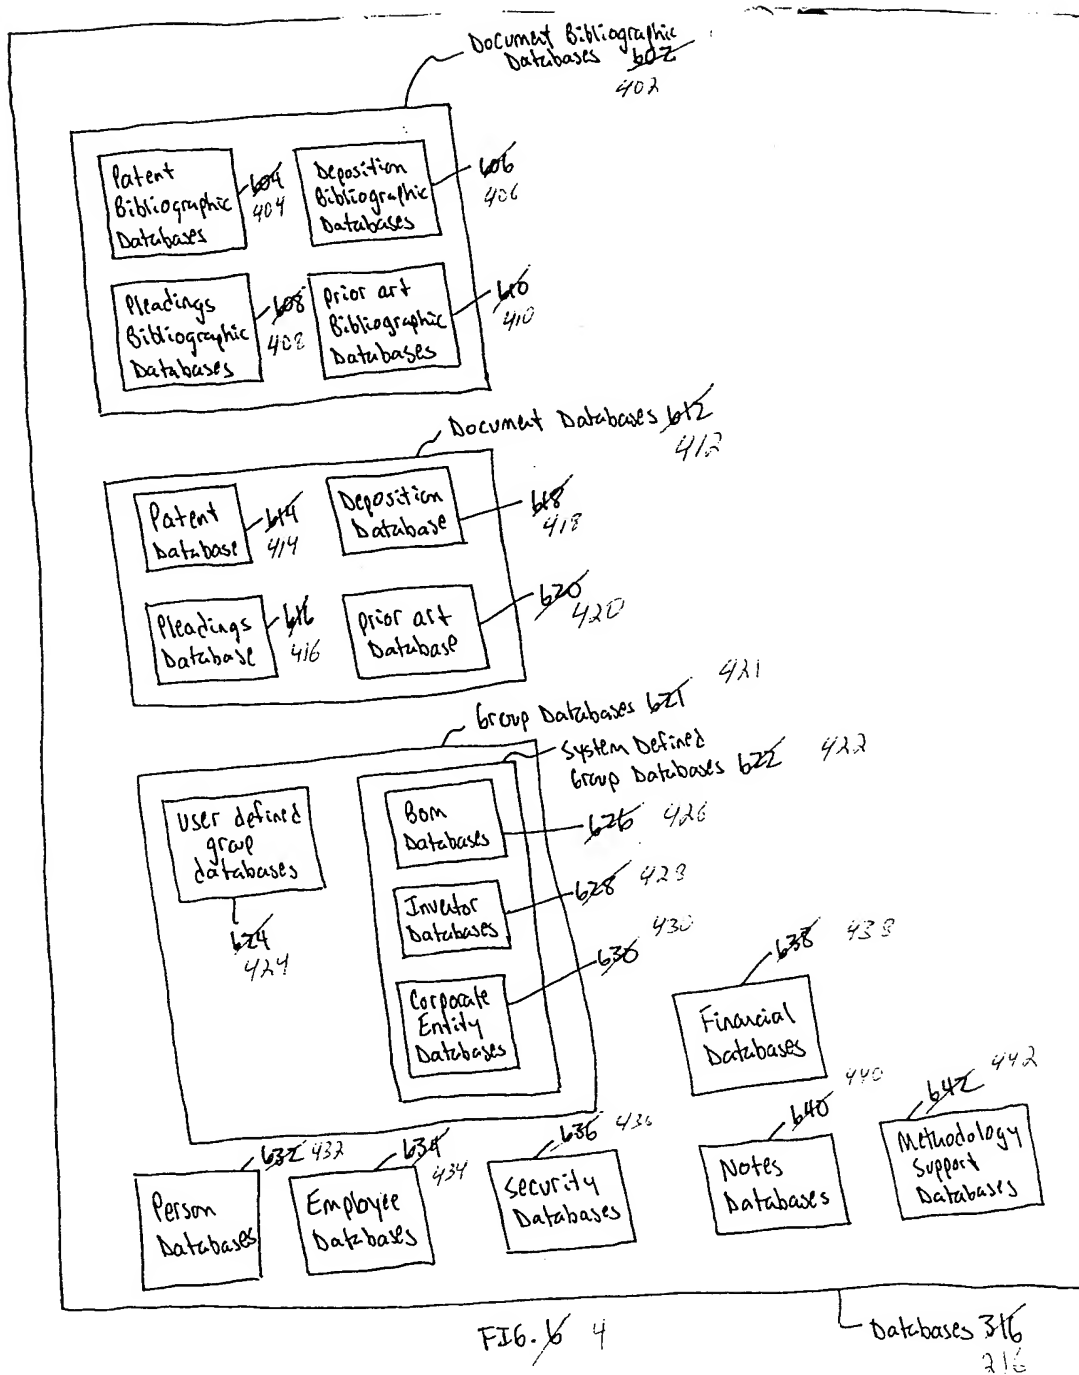 Document Bibliographic
Databases 602
402
Patent
Bibliographic
Databases
604
404
Deposition
Bibliographic
Databases
606
406
Pleadings
Bibliographic
Databases
608
408
prior art
Bibliographic
Databases
610
410
Document Databases 612
412
Patent
Database
614
414
Deposition
Database
618
418
Pleadings
Database
616
416
prior art
Database
620
420
Group Databases 621 421
System Defined
Group Databases 622 422
User defined
group
databases
624
424
Bom
Databases
626 426
Inventor
Databases
628 428
Corporate
Entity
Databases
630
430
638 438
Financial
Databases
632 432
Person
Databases
634
434
Employee
Databases
636 436
Security
Databases
640
440
Notes
Databases
642 442
Methodology
Support
Databases
FIG. 6 4
Databases 316
216